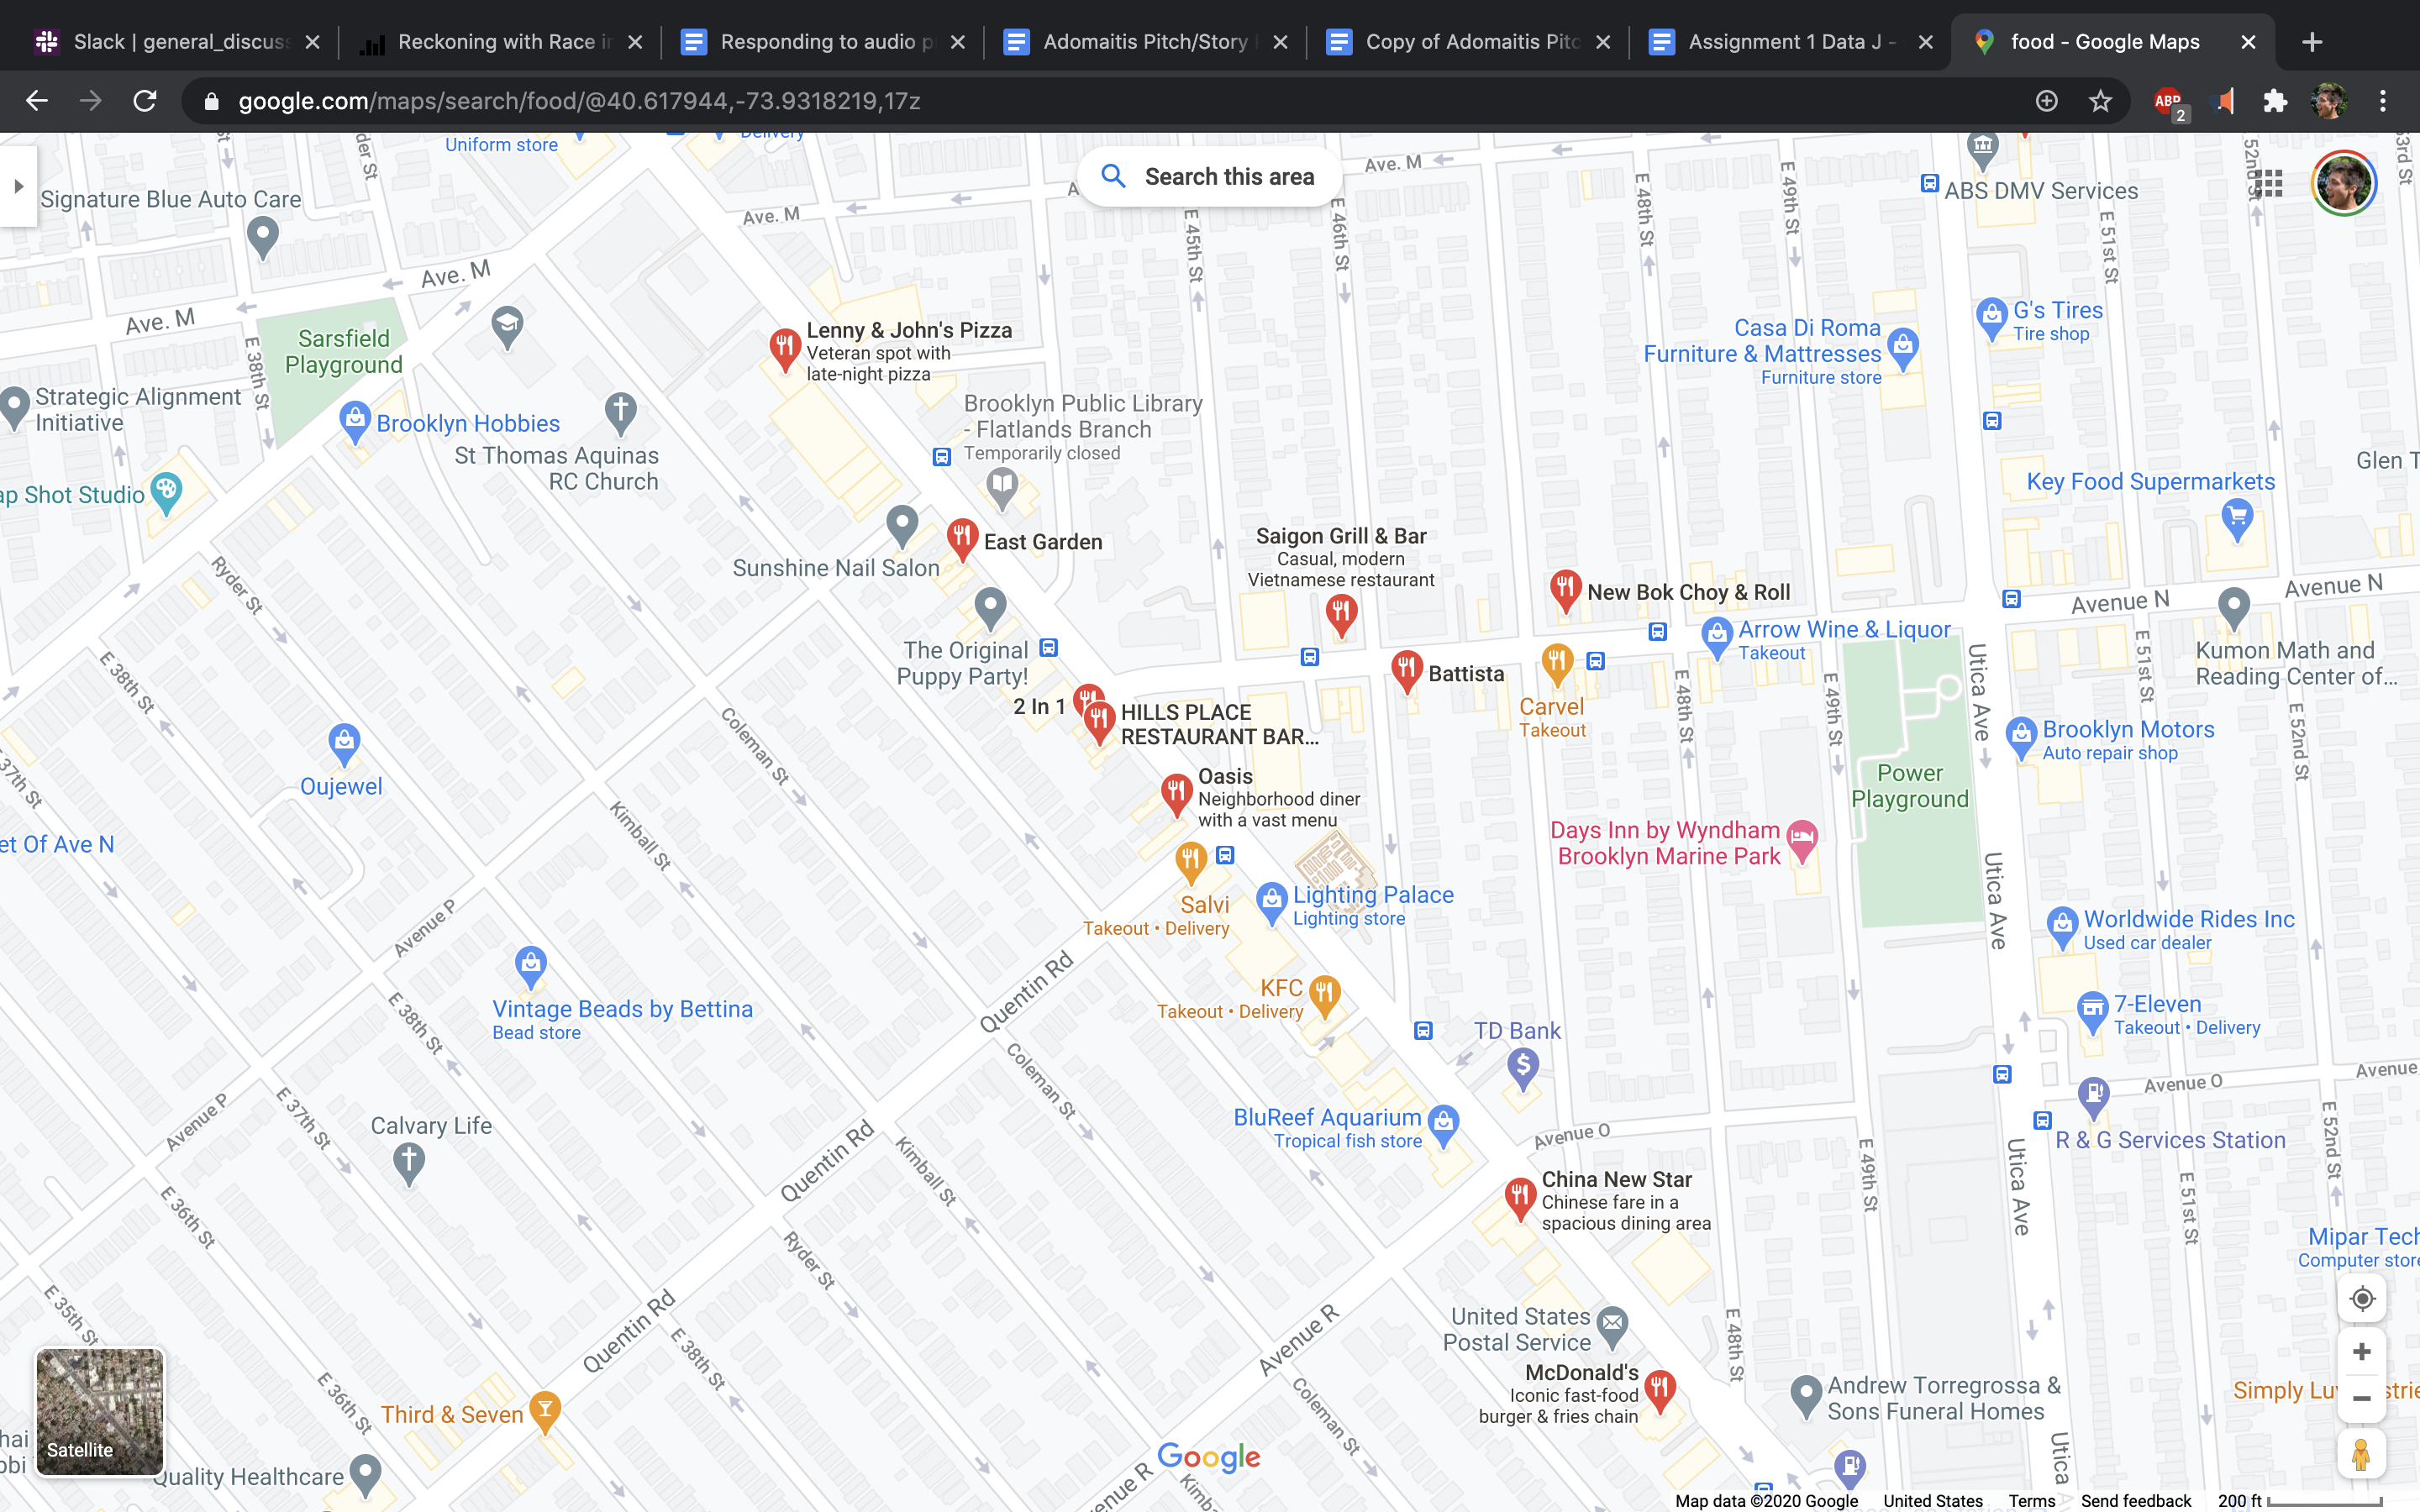 Slack | general_discuss
Reckoning with Race in
Responding to audio p
Adomaitis Pitch/Story
Copy of Adomaitis Pitc
Assignment 1 Data J -
food - Google Maps
google.com/maps/search/food/@40.617944,-73.9318219,17z
ABP
2
Uniform store
Delivery
Search this area
Ave. M
Ave. M
Ave. M
Ave. M
Signature Blue Auto Care
ABS DMV Services
E 45th St
E 46th St
E 48th St
E 49th St
E 51st St
52nd St
53rd St
Sarsfield
Playground
E 38th St
Lenny & John's Pizza
Veteran spot with
late-night pizza
Casa Di Roma
Furniture & Mattresses
Furniture store
G's Tires
Tire shop
Strategic Alignment
Initiative
Brooklyn Hobbies
St Thomas Aquinas
RC Church
Brooklyn Public Library
- Flatlands Branch
Temporarily closed
Glen T
Key Food Supermarkets
ap Shot Studio
Sunshine Nail Salon
East Garden
Saigon Grill & Bar
Casual, modern
Vietnamese restaurant
New Bok Choy & Roll
Avenue N
Avenue N
Ryder St
The Original
Puppy Party!
Arrow Wine & Liquor
Takeout
Kumon Math and
Reading Center of...
E 38th St
2 In 1
HILLS PLACE
RESTAURANT BAR...
Battista
Carvel
Takeout
E 48th St
E 49th St
Utica Ave
E 51st St
E 52nd St
Coleman St
Brooklyn Motors
Auto repair shop
37th St
Oujewel
Oasis
Neighborhood diner
with a vast menu
Power
Playground
et Of Ave N
Kimball St
Days Inn by Wyndham
Brooklyn Marine Park
Utica Ave
Salvi
Takeout • Delivery
Lighting Palace
Lighting store
Avenue P
Worldwide Rides Inc
Used car dealer
Quentin Rd
Vintage Beads by Bettina
Bead store
KFC
Takeout • Delivery
7-Eleven
Takeout • Delivery
E 38th St
TD Bank
Coleman St
Avenue O
Avenue
BluReef Aquarium
Tropical fish store
Avenue O
R & G Services Station
E 37th St
Avenue P
Calvary Life
Quentin Rd
Kimball St
E 49th St
Utica Ave
E 51st St
E 52nd St
China New Star
Chinese fare in a
spacious dining area
E 36th St
Ryder St
Mipar Tech
Computer store
E 35th St
Quentin Rd
E 38th St
Avenue R
United States
Postal Service
E 48th St
McDonald's
Iconic fast-food
burger & fries chain
Andrew Torregrossa &
Sons Funeral Homes
Simply Luv
strie
E 36th St
Third & Seven
Coleman St
Satellite
Quality Healthcare
Google
enue R
Kimba
Utica
Map data ©2020 Google
United States
Terms
Send feedback
200 ft